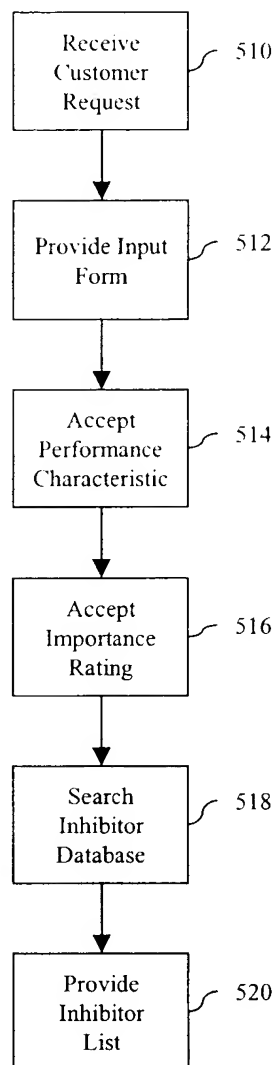 Receive
Customer
Request
510
Provide Input
Form
512
Accept
Performance
Characteristic
514
Accept
Importance
Rating
516
Search
Inhibitor
Database
518
Provide
Inhibitor
List
520